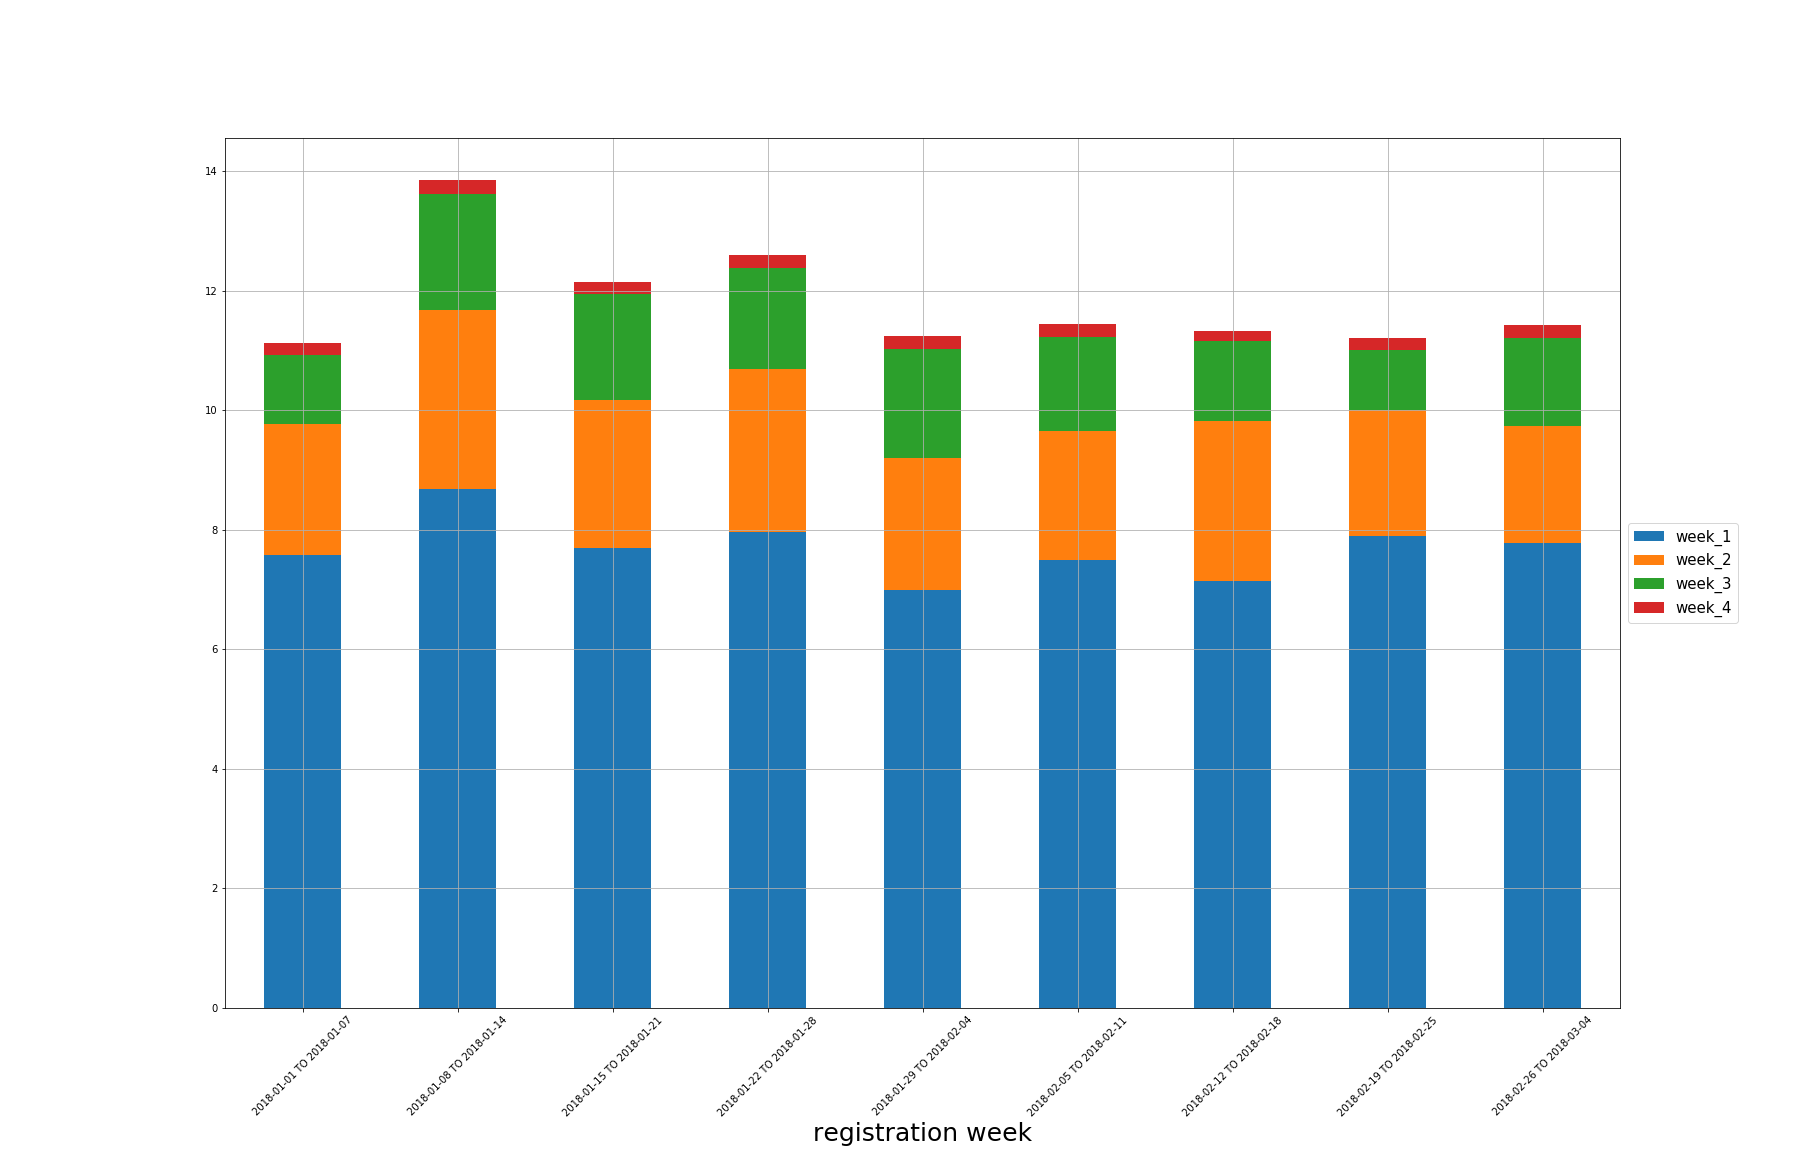 14
12
10
8
6
4
2
0
2018-01-01 TO 2018-01-07
2018-01-08 TO 2018-01-14
2018-01-15 TO 2018-01-21
2018-01-22 TO 2018-01-28
2018-01-29 TO 2018-02-04
2018-02-05 TO 2018-02-11
2018-02-12 TO 2018-02-18
2018-02-19 TO 2018-02-25
2018-02-26 TO 2018-03-04
registration week
week_1
week_2
week_3
week_4